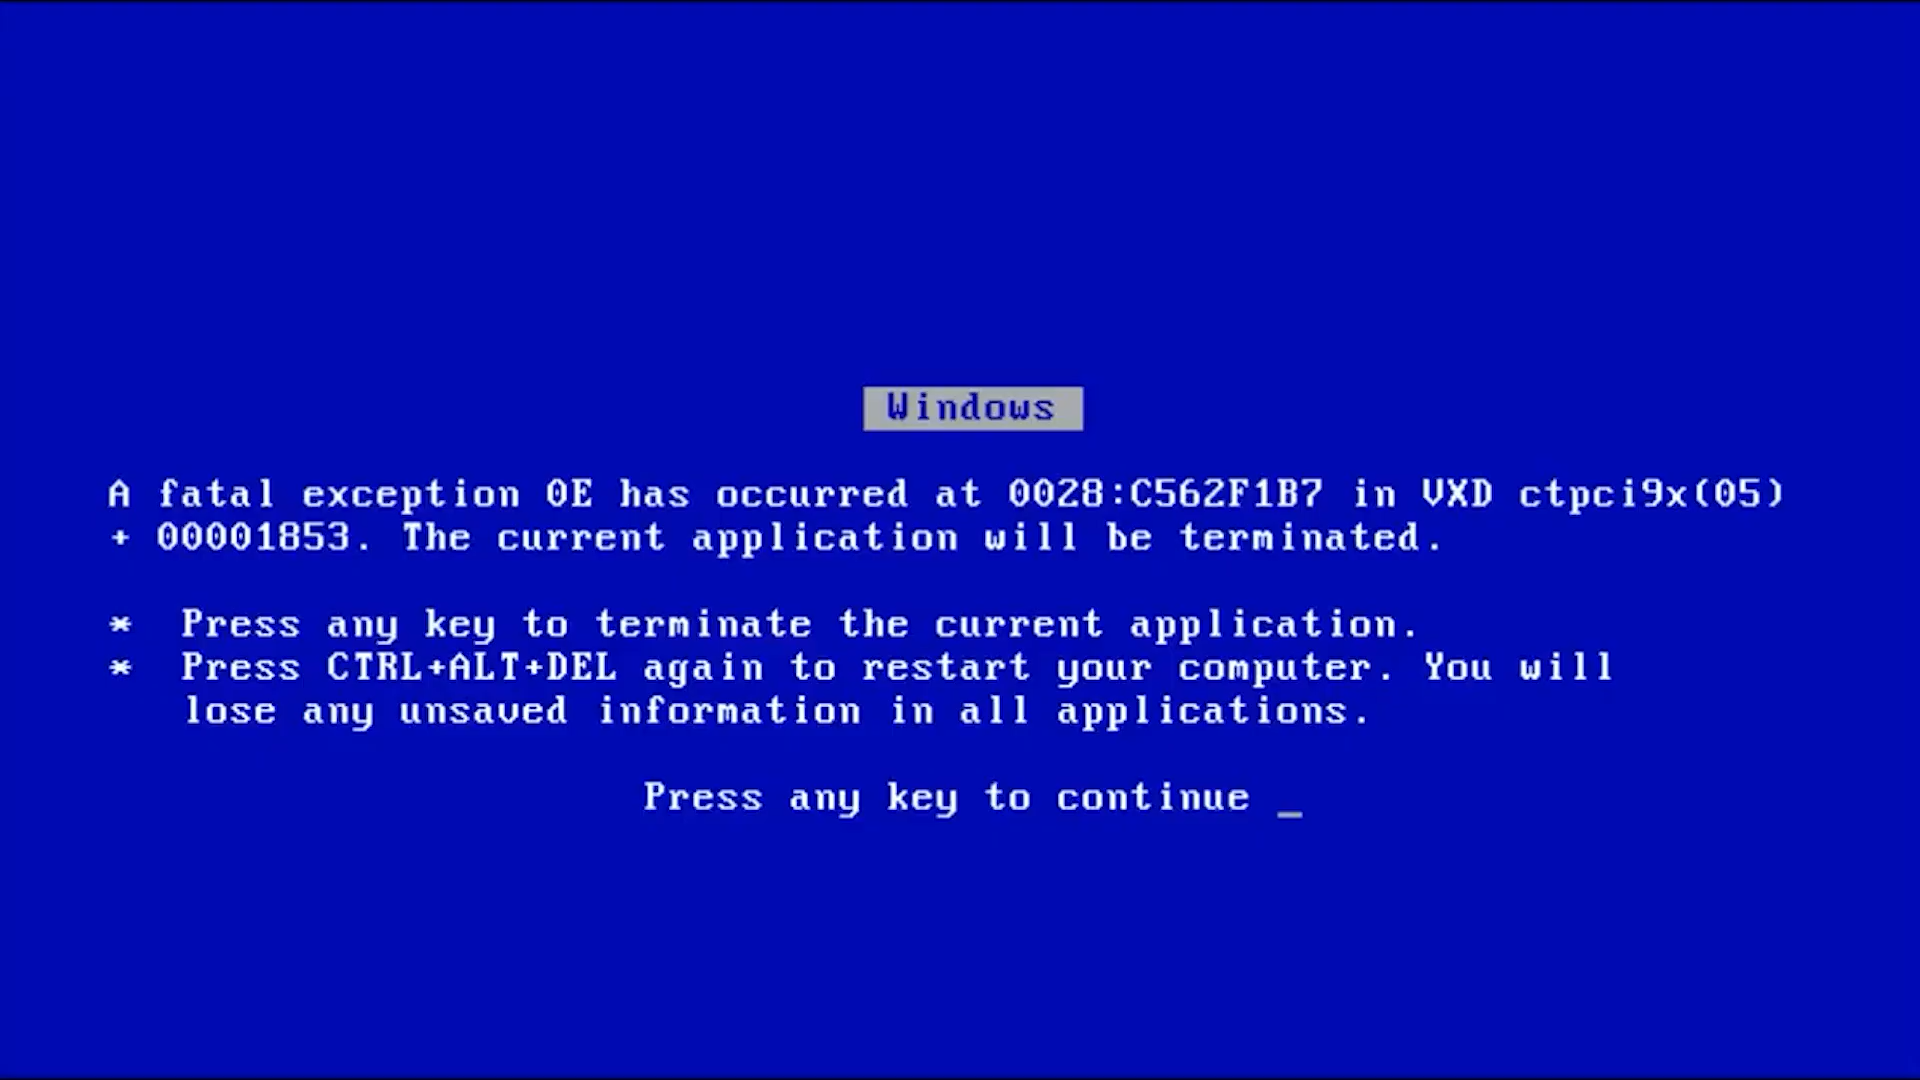 Windows
A fatal exception 0E has occurred at 0028:C562F1B7 in VXD ctpci9x(05)
+ 00001853. The current application will be terminated.
* Press any key to terminate the current application.
* Press CTRL+ALT+DEL again to restart your computer. You will
lose any unsaved information in all applications.
Press any key to continue _